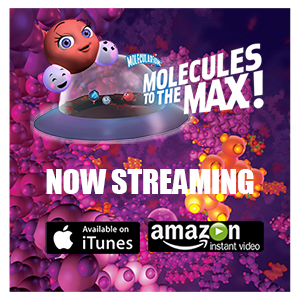 MOLECULARIUM
MOLECULES
TO THE MAX!
NOW STREAMING
Available on
iTunes
amazon
instant video